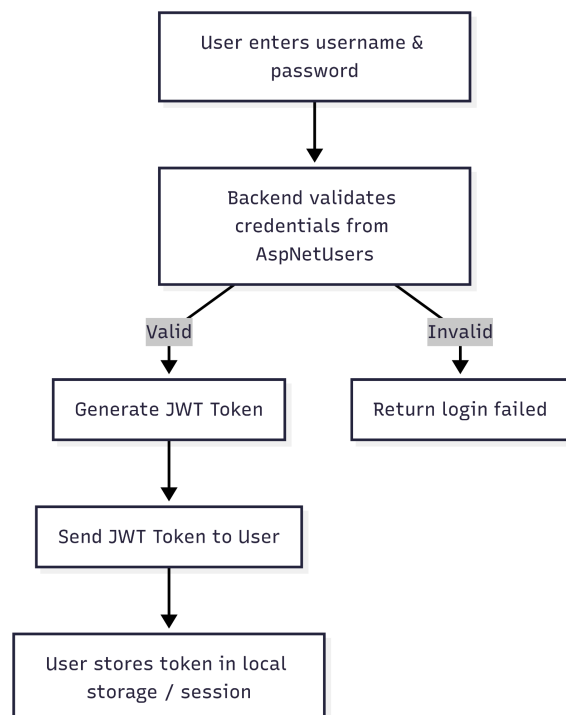 User enters username &
password
Backend validates
credentials from
AspNetUsers
Valid
Invalid
Generate JWT Token
Return login failed
Send JWT Token to User
User stores token in local
storage / session